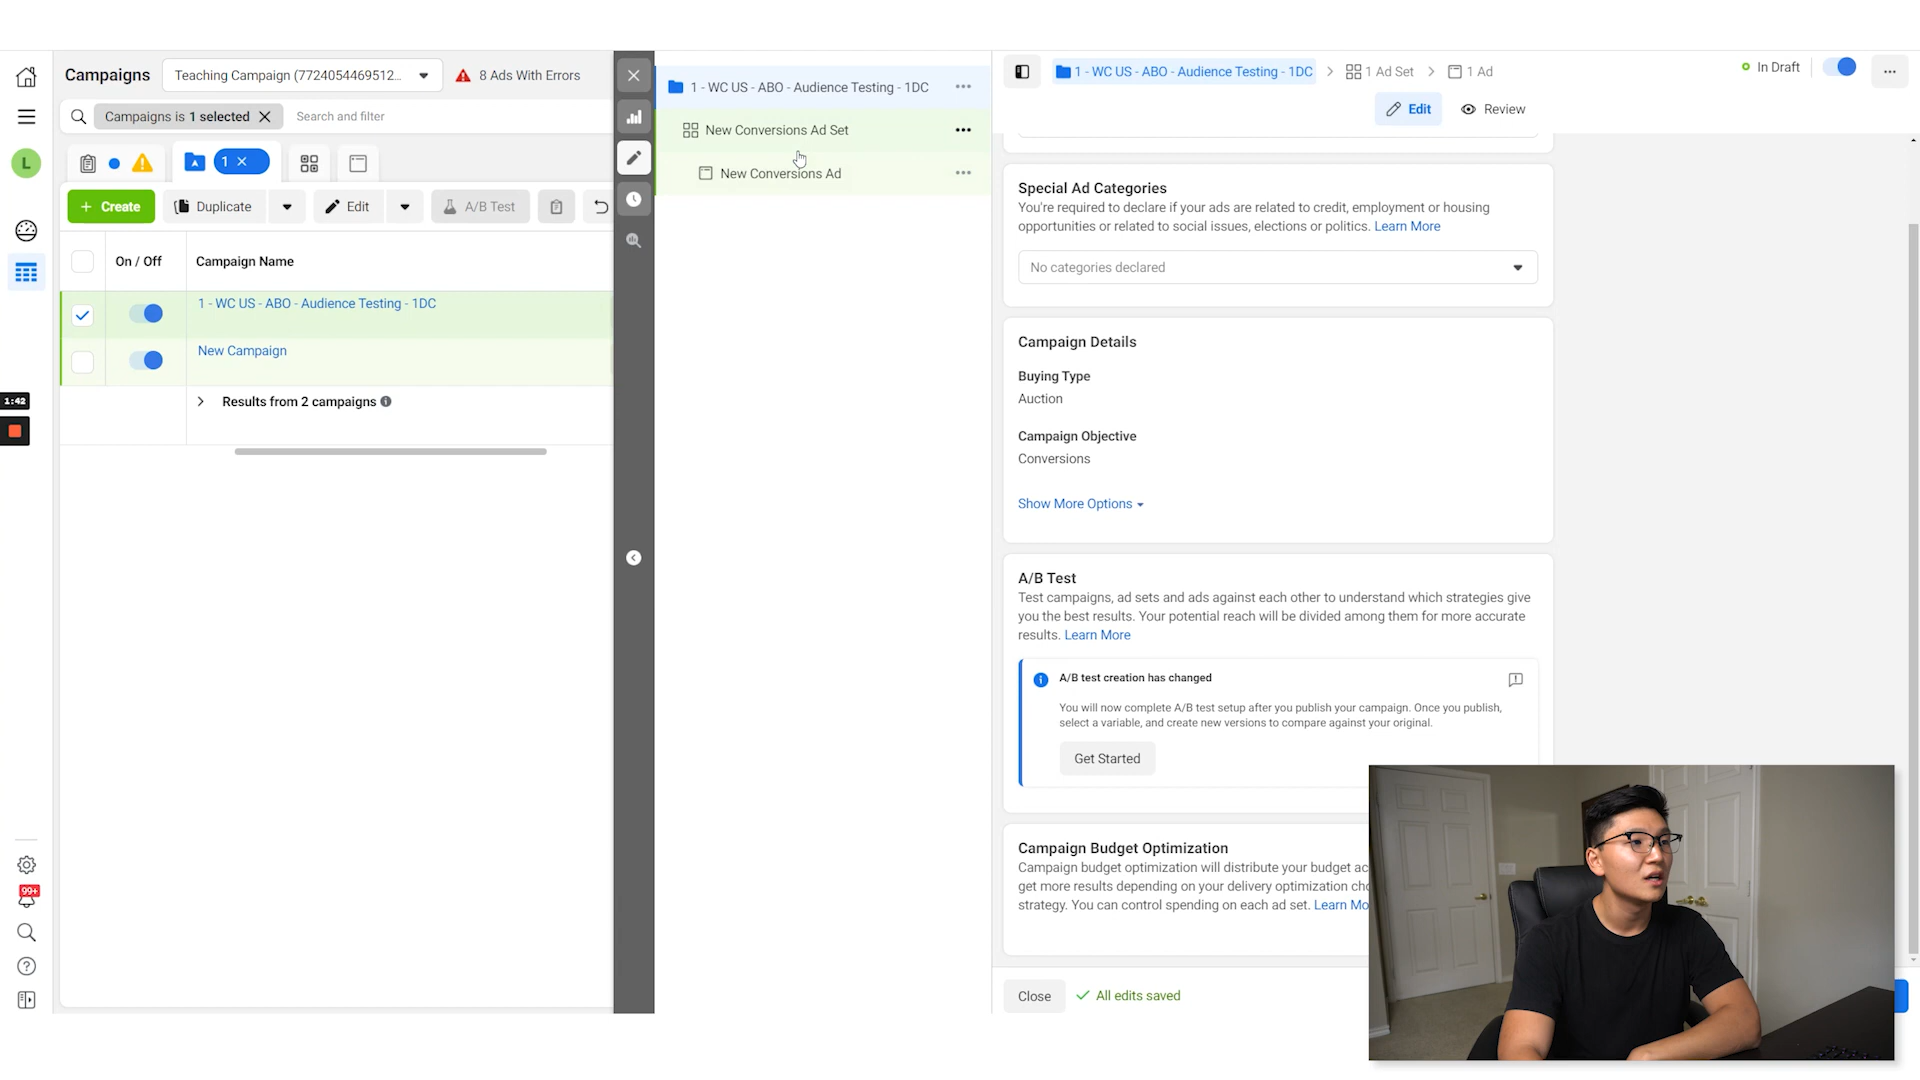 Campaigns
Teaching Campaign (7724054469512...
8 Ads With Errors
Campaigns is 1 selected
Search and filter
1
Create
Duplicate
Edit
A/B Test
On / Off
Campaign Name
1 - WC US - ABO - Audience Testing - 1DC
New Campaign
Results from 2 campaigns
L
1:42
99+
1 - WC US - ABO - Audience Testing - 1DC
New Conversions Ad Set
New Conversions Ad
1 - WC US - ABO - Audience Testing - 1DC
1 Ad Set
1 Ad
In Draft
Edit
Review
Special Ad Categories
You're required to declare if your ads are related to credit, employment or housing
opportunities or related to social issues, elections or politics. Learn More
No categories declared
Campaign Details
Buying Type
Auction
Campaign Objective
Conversions
Show More Options
A/B Test
Test campaigns, ad sets and ads against each other to understand which strategies give
you the best results. Your potential reach will be divided among them for more accurate
results. Learn More
A/B test creation has changed
You will now complete A/B test setup after you publish your campaign. Once you publish,
select a variable, and create new versions to compare against your original.
Get Started
Campaign Budget Optimization
Campaign budget optimization will distribute your budget ac
get more results depending on your delivery optimization cho
strategy. You can control spending on each ad set. Learn Mo
Close
All edits saved